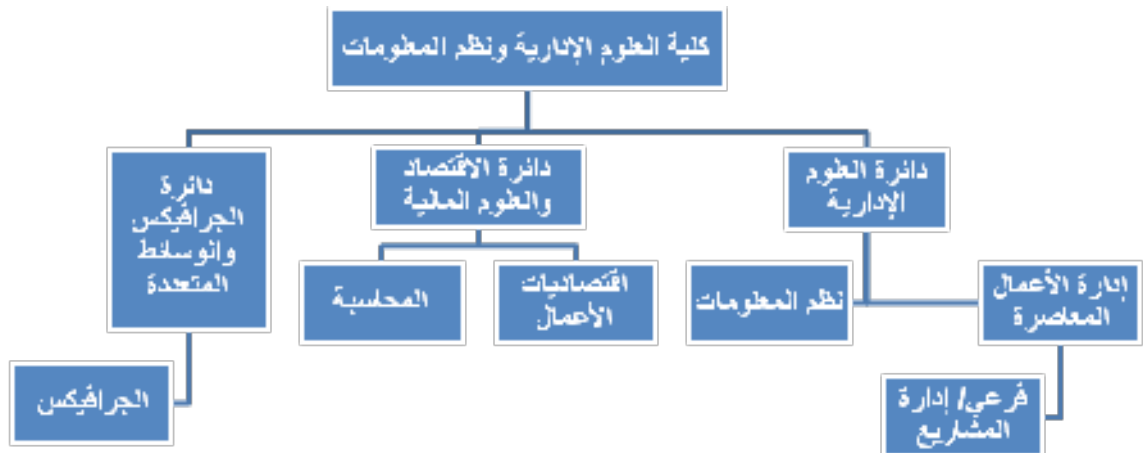 كلية العلوم الإدارية ونظم المعلومات
دائرة العلوم
الإدارية
دائرة الاقتصاد
والعلوم المالية
دائرة
الجرافيكس
والوسائط
المتعددة
إدارة الأعمال
المعاصرة
نظم المعلومات
اقتصاديات
الأعمال
المحاسبة
الجرافيكس
فرعي/ إدارة
المشاريع